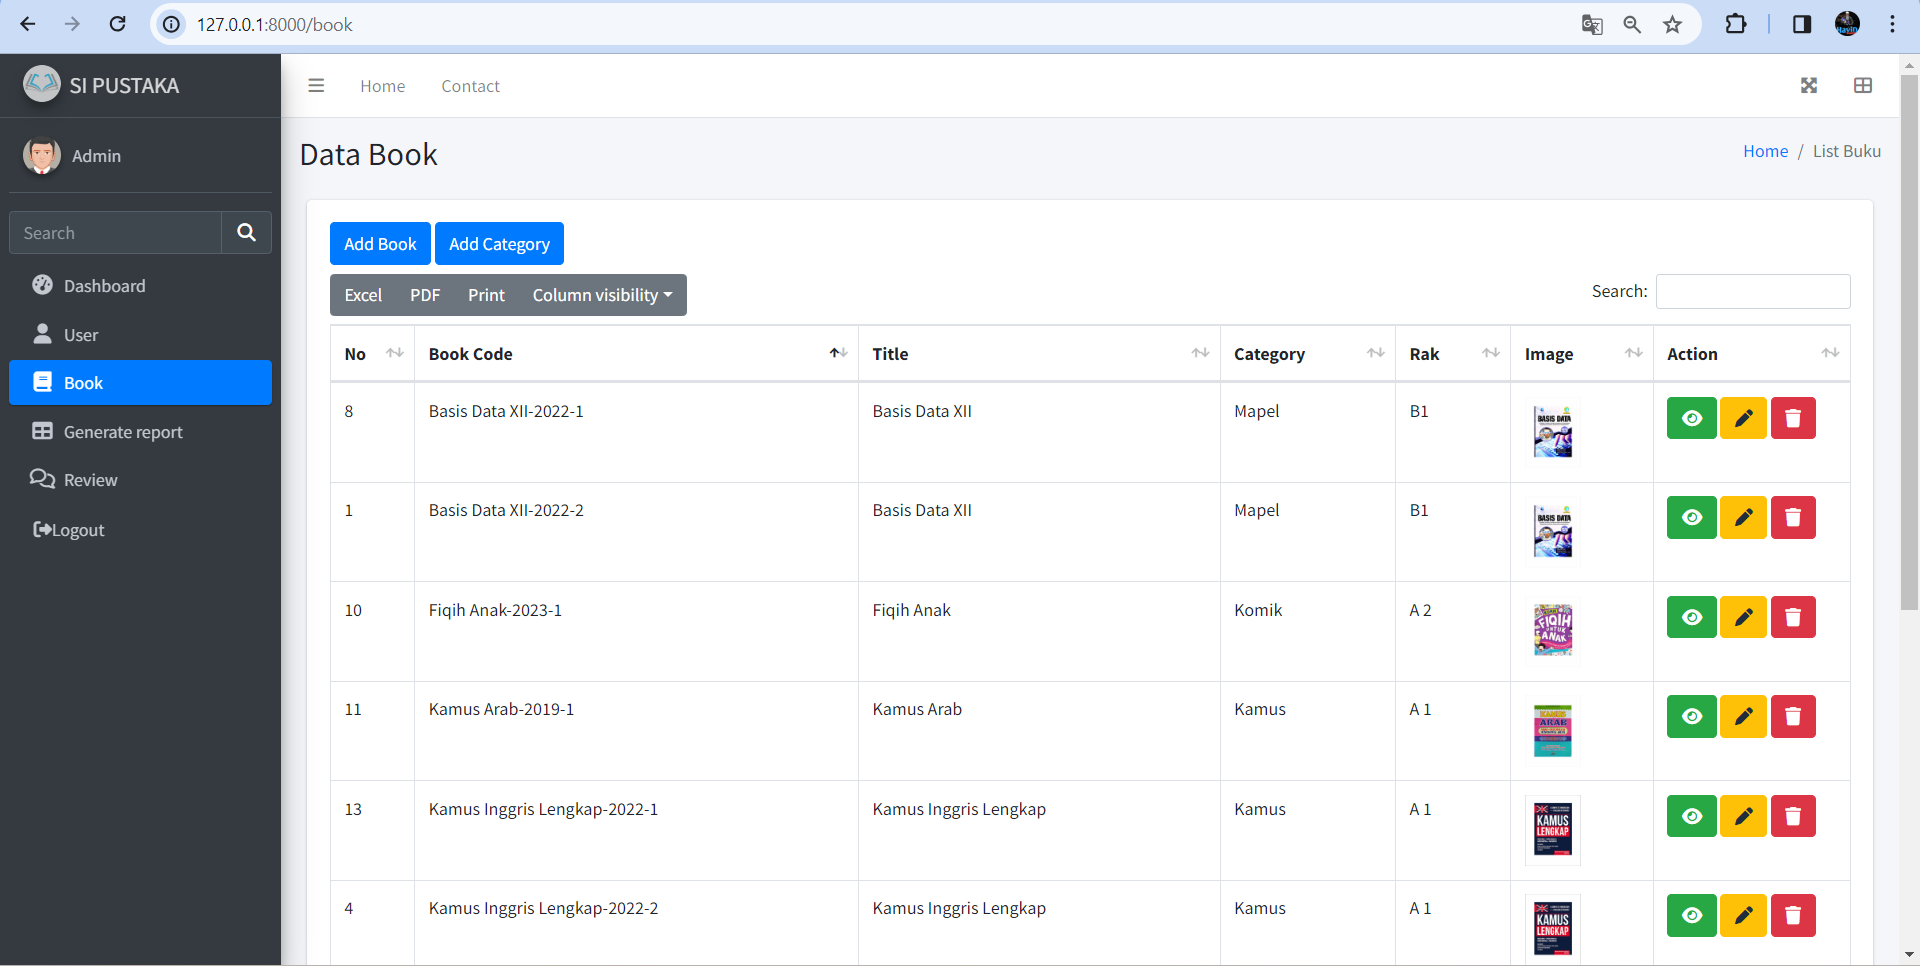 127.0.0.1:8000/book
SI PUSTAKA
Home Contact
Admin
Data Book
Home / List Buku
Search
Add Book Add Category
Dashboard
Excel PDF Print Column visibility
Search:
User
No Book Code Title Category Rak Image Action
Book
8 Basis Data XII-2022-1 Basis Data XII Mapel B1
BASIS DATA
Generate report
Review
1 Basis Data XII-2022-2 Basis Data XII Mapel B1
BASIS DATA
Logout
10 Fiqih Anak-2023-1 Fiqih Anak Komik A 2
FIQIH
UNTUK
ANAK
11 Kamus Arab-2019-1 Kamus Arab Kamus A 1
KAMUS
ARAB
13 Kamus Inggris Lengkap-2022-1 Kamus Inggris Lengkap Kamus A 1
KAMUS
LENGKAP
4 Kamus Inggris Lengkap-2022-2 Kamus Inggris Lengkap Kamus A 1
KAMUS
LENGKAP